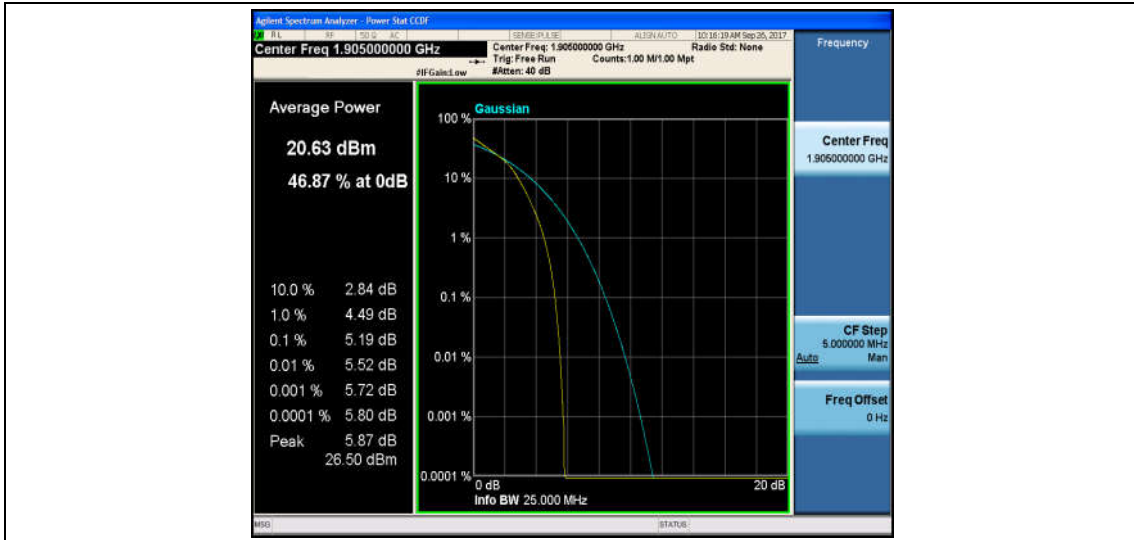 Agilent Spectrum Analyzer - Power Stat CCDF
RL RF 50 Ω AC SENSE:PULSE ALIGN AUTO 10:16:19 AM Sep 26, 2017
Center Freq 1.905000000 GHz
Center Freq: 1.905000000 GHz Radio Std: None
Trig: Free Run Counts:1.00 M/1.00 Mpt
#IFGain:Low #Atten: 40 dB
Frequency
Average Power
20.63 dBm
46.87 % at 0dB
10.0 % 2.84 dB
1.0 % 4.49 dB
0.1 % 5.19 dB
0.01 % 5.52 dB
0.001 % 5.72 dB
0.0001 % 5.80 dB
Peak 5.87 dB
26.50 dBm
Gaussian
100 %
10 %
1 %
0.1 %
0.01 %
0.001 %
0.0001 %
0 dB 20 dB
Info BW 25.000 MHz
Center Freq
1.905000000 GHz
CF Step
5.000000 MHz
Auto Man
Freq Offset
0 Hz
MSG STATUS